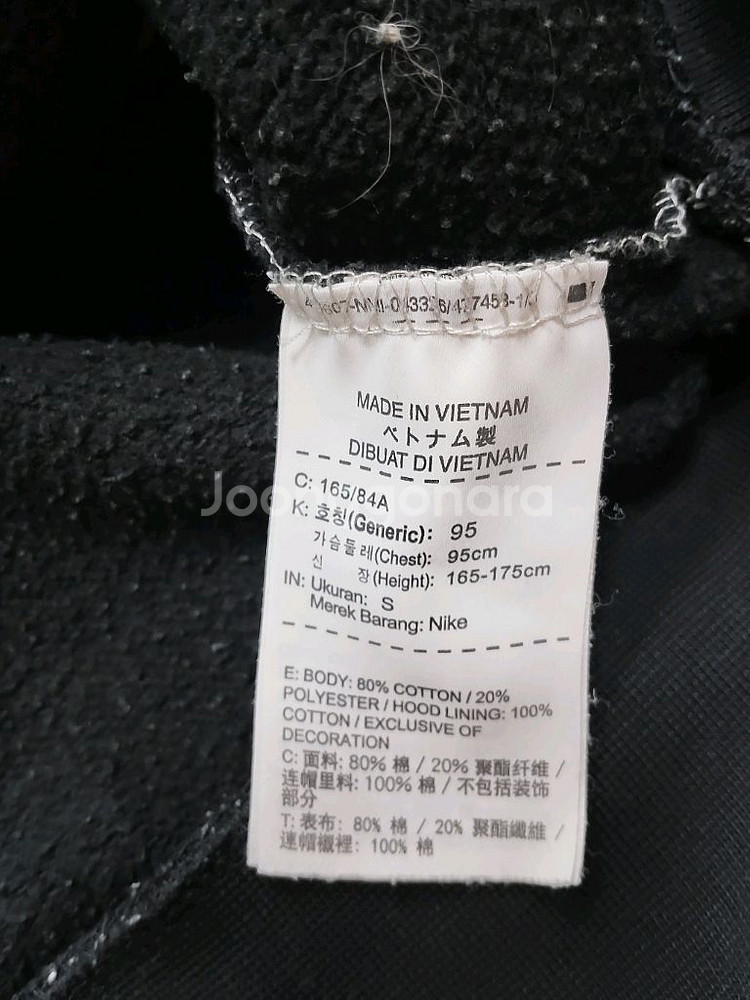 MADE IN VIETNAM
ベトナム製
DIBUAT DI VIETNAM
C: 165/84A
K: 호칭(Generic): 95
가슴둘레(Chest): 95cm
신 장(Height): 165-175cm
IN: Ukuran: S
Merek Barang: Nike
Joonggonara
E: BODY: 80% COTTON / 20%
POLYESTER / HOOD LINING: 100%
COTTON / EXCLUSIVE OF
DECORATION
C: 面料: 80% 棉 / 20% 聚酯纤维 /
连帽里料: 100% 棉 / 不包括装饰
部分
T: 表布: 80% 棉 / 20% 聚酯纖維 /
連帽襯裡: 100% 棉